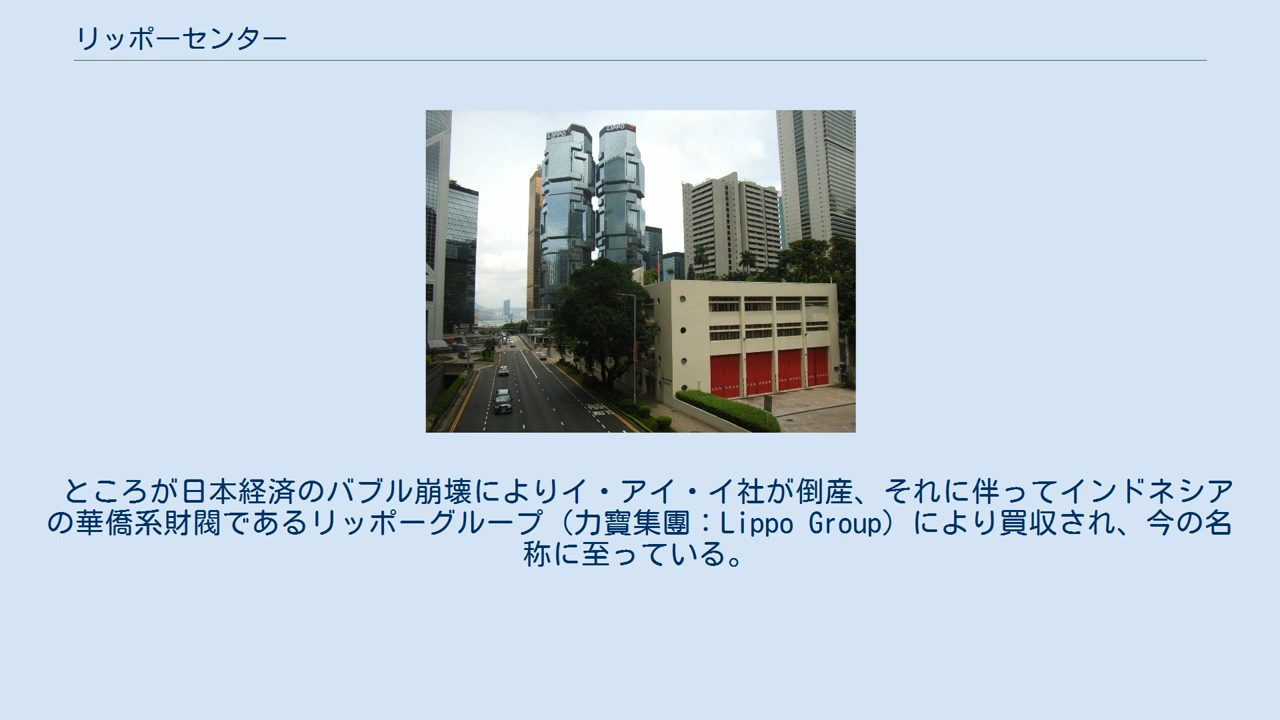 リッポーセンター
LIPPO
LIPPO
ところが日本経済のバブル崩壊によりイ・アイ・イ社が倒産、それに伴ってインドネシア
の華僑系財閥であるリッポーグループ（力寶集團：Lippo Group）により買収され、今の名
称に至っている。